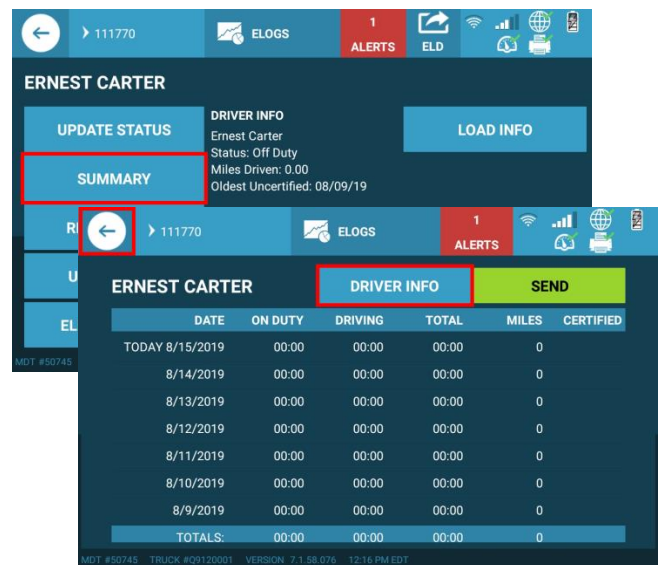 111770 ELOGS 1 ALERTS ELD
ERNEST CARTER
UPDATE STATUS
SUMMARY
DRIVER INFO
Ernest Carter
Status: Off Duty
Miles Driven: 0.00
Oldest Uncertified: 08/09/19
LOAD INFO
R
U
EL
MDT #50745
111770 ELOGS 1 ALERTS
ERNEST CARTER DRIVER INFO SEND
DATE ON DUTY DRIVING TOTAL MILES CERTIFIED
TODAY 8/15/2019 00:00 00:00 00:00 0
8/14/2019 00:00 00:00 00:00 0
8/13/2019 00:00 00:00 00:00 0
8/12/2019 00:00 00:00 00:00 0
8/11/2019 00:00 00:00 00:00 0
8/10/2019 00:00 00:00 00:00 0
8/9/2019 00:00 00:00 00:00 0
TOTALS: 00:00 00:00 00:00 0
MDT #50745 TRUCK #Q9120001 VERSION 7.1.58.076 12:16 PM EDT